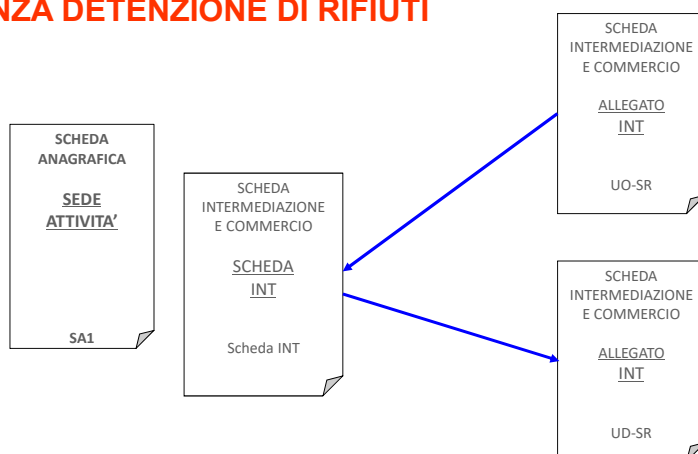 NZA DETENZIONE DI RIFIUTI
SCHEDA
ANAGRAFICA
SEDE
ATTIVITA’
SA1
SCHEDA
INTERMEDIAZIONE
E COMMERCIO
SCHEDA
INT
Scheda INT
SCHEDA
INTERMEDIAZIONE
E COMMERCIO
ALLEGATO
INT
UO-SR
SCHEDA
INTERMEDIAZIONE
E COMMERCIO
ALLEGATO
INT
UD-SR